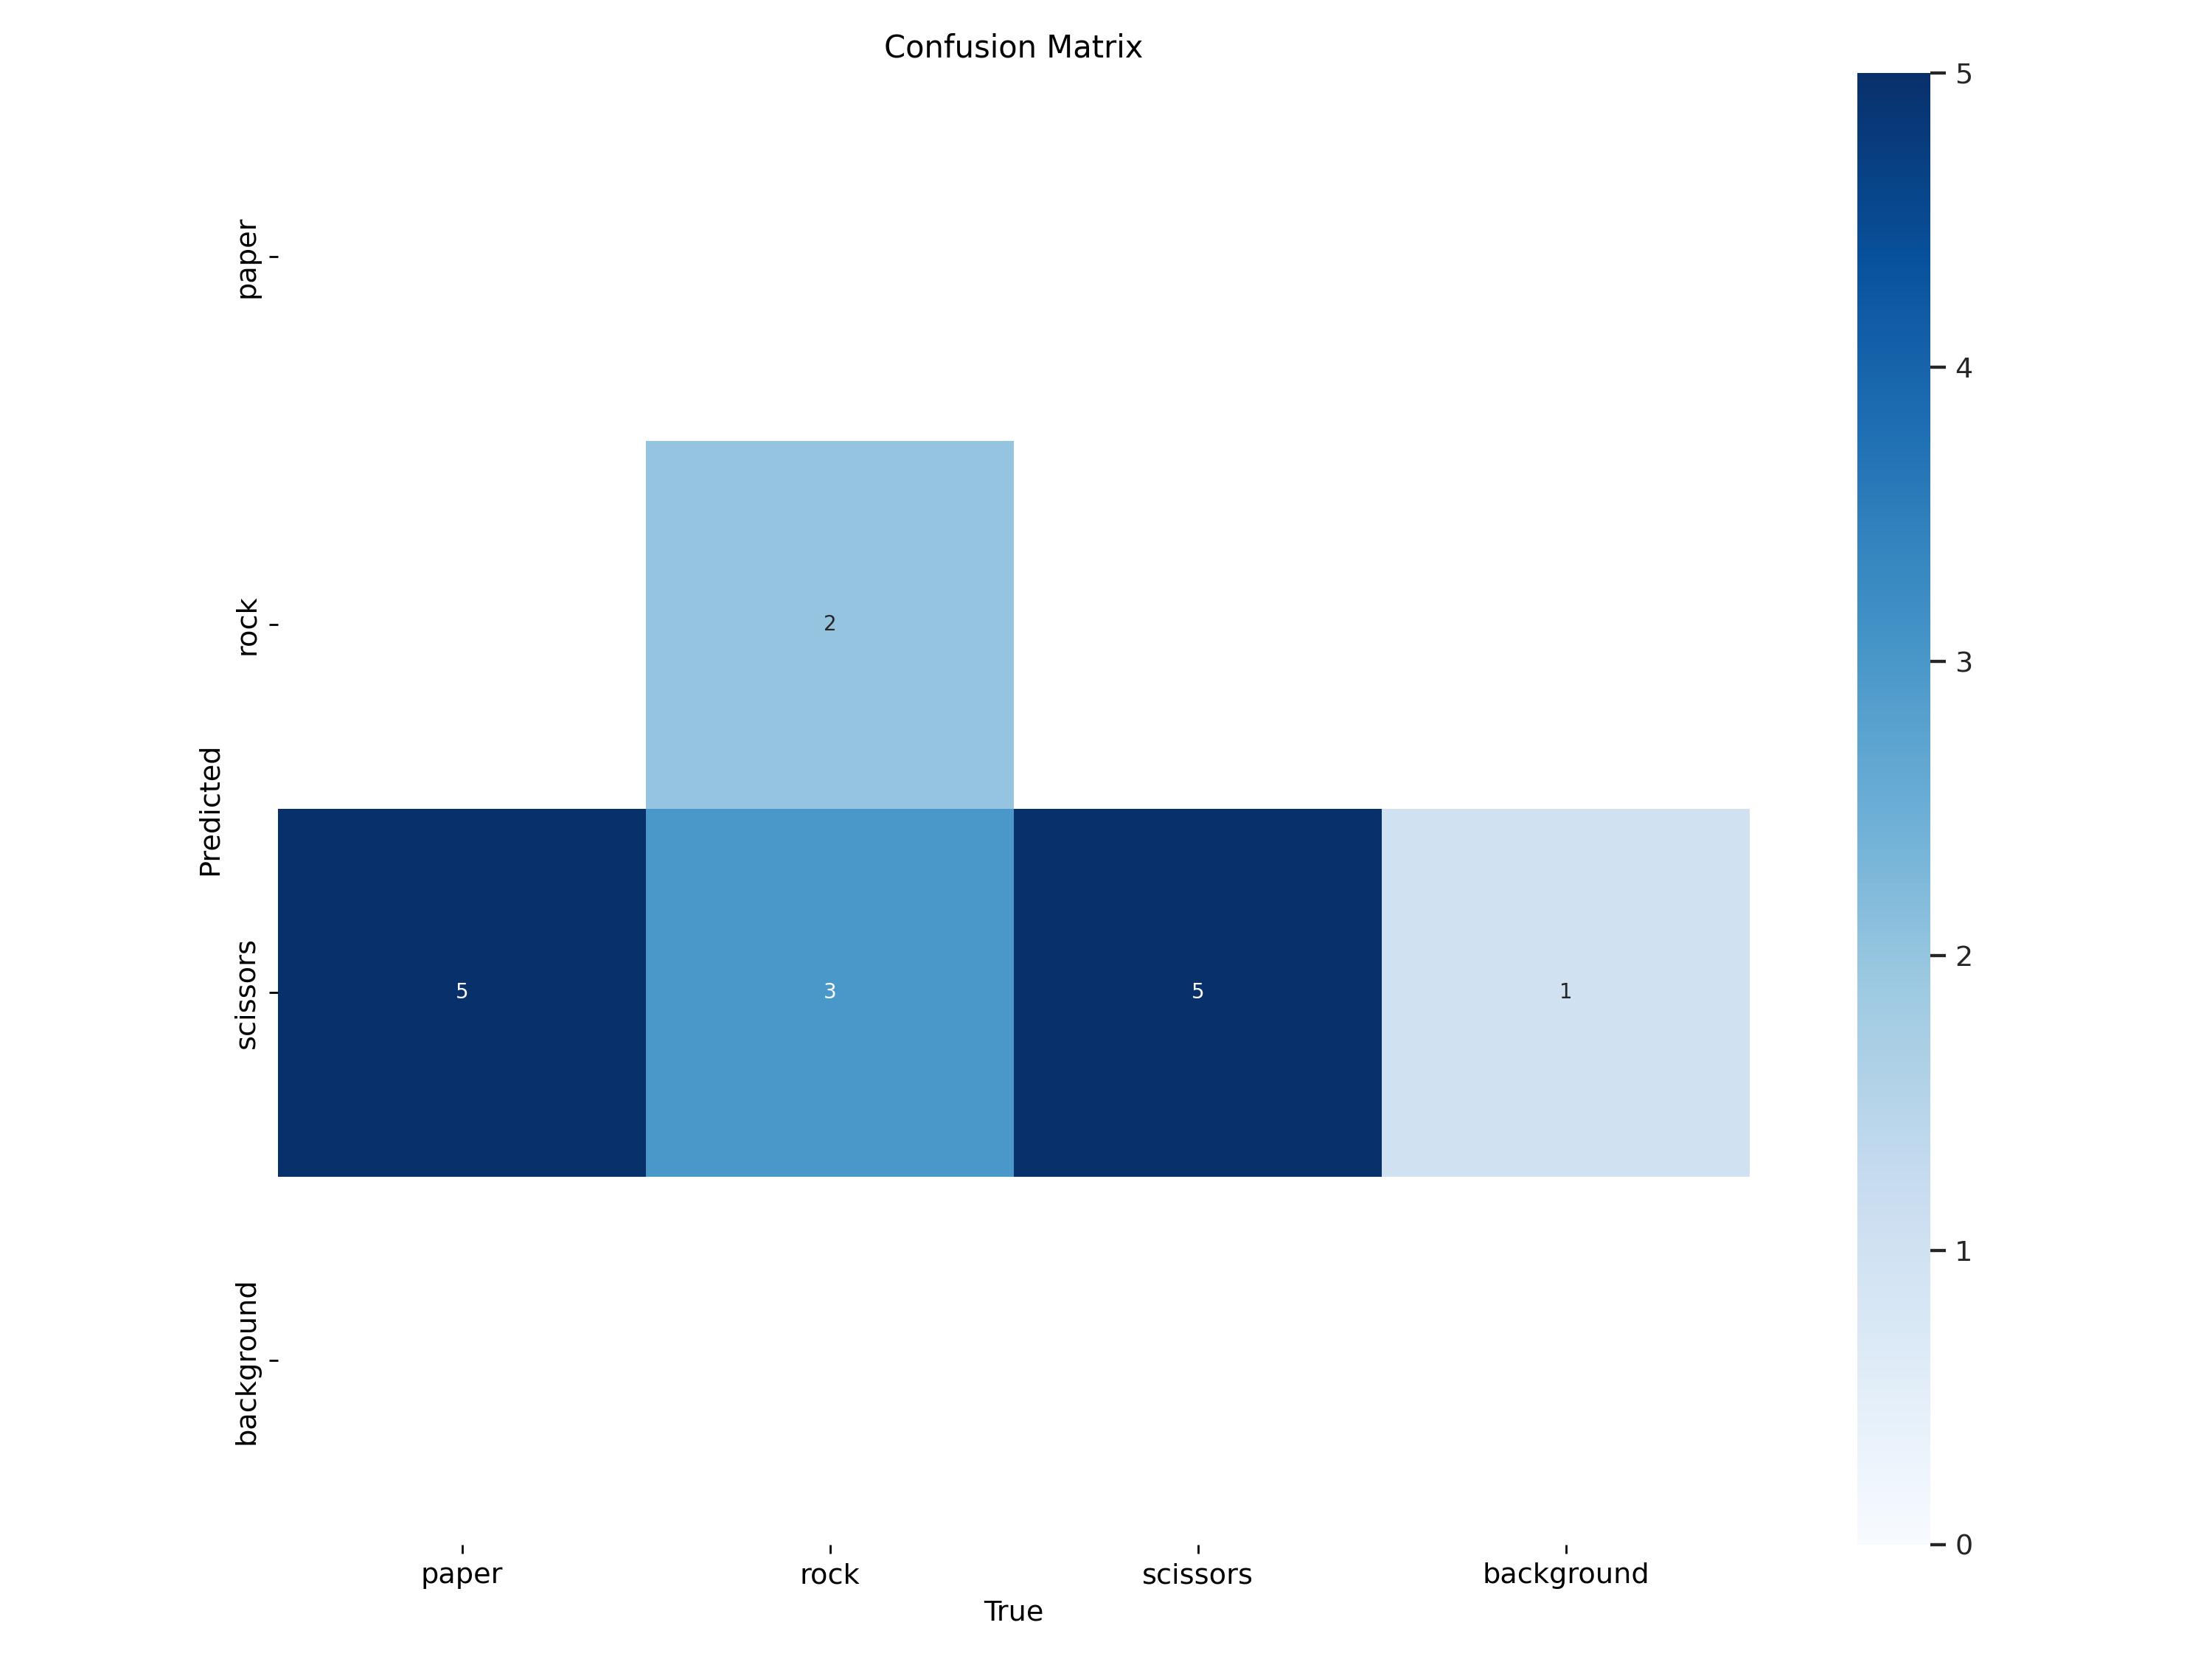 Confusion Matrix
5
4
3
2
1
0
paper
rock
scissors
background
Predicted
2
5 3 5 1
paper rock scissors background
True